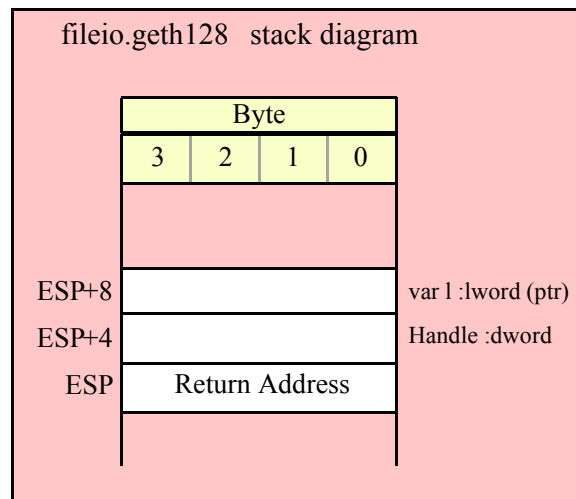 fileio.geth128 stack diagram
Byte
3 2 1 0
ESP+8 var l :lword (ptr)
ESP+4 Handle :dword
ESP Return Address